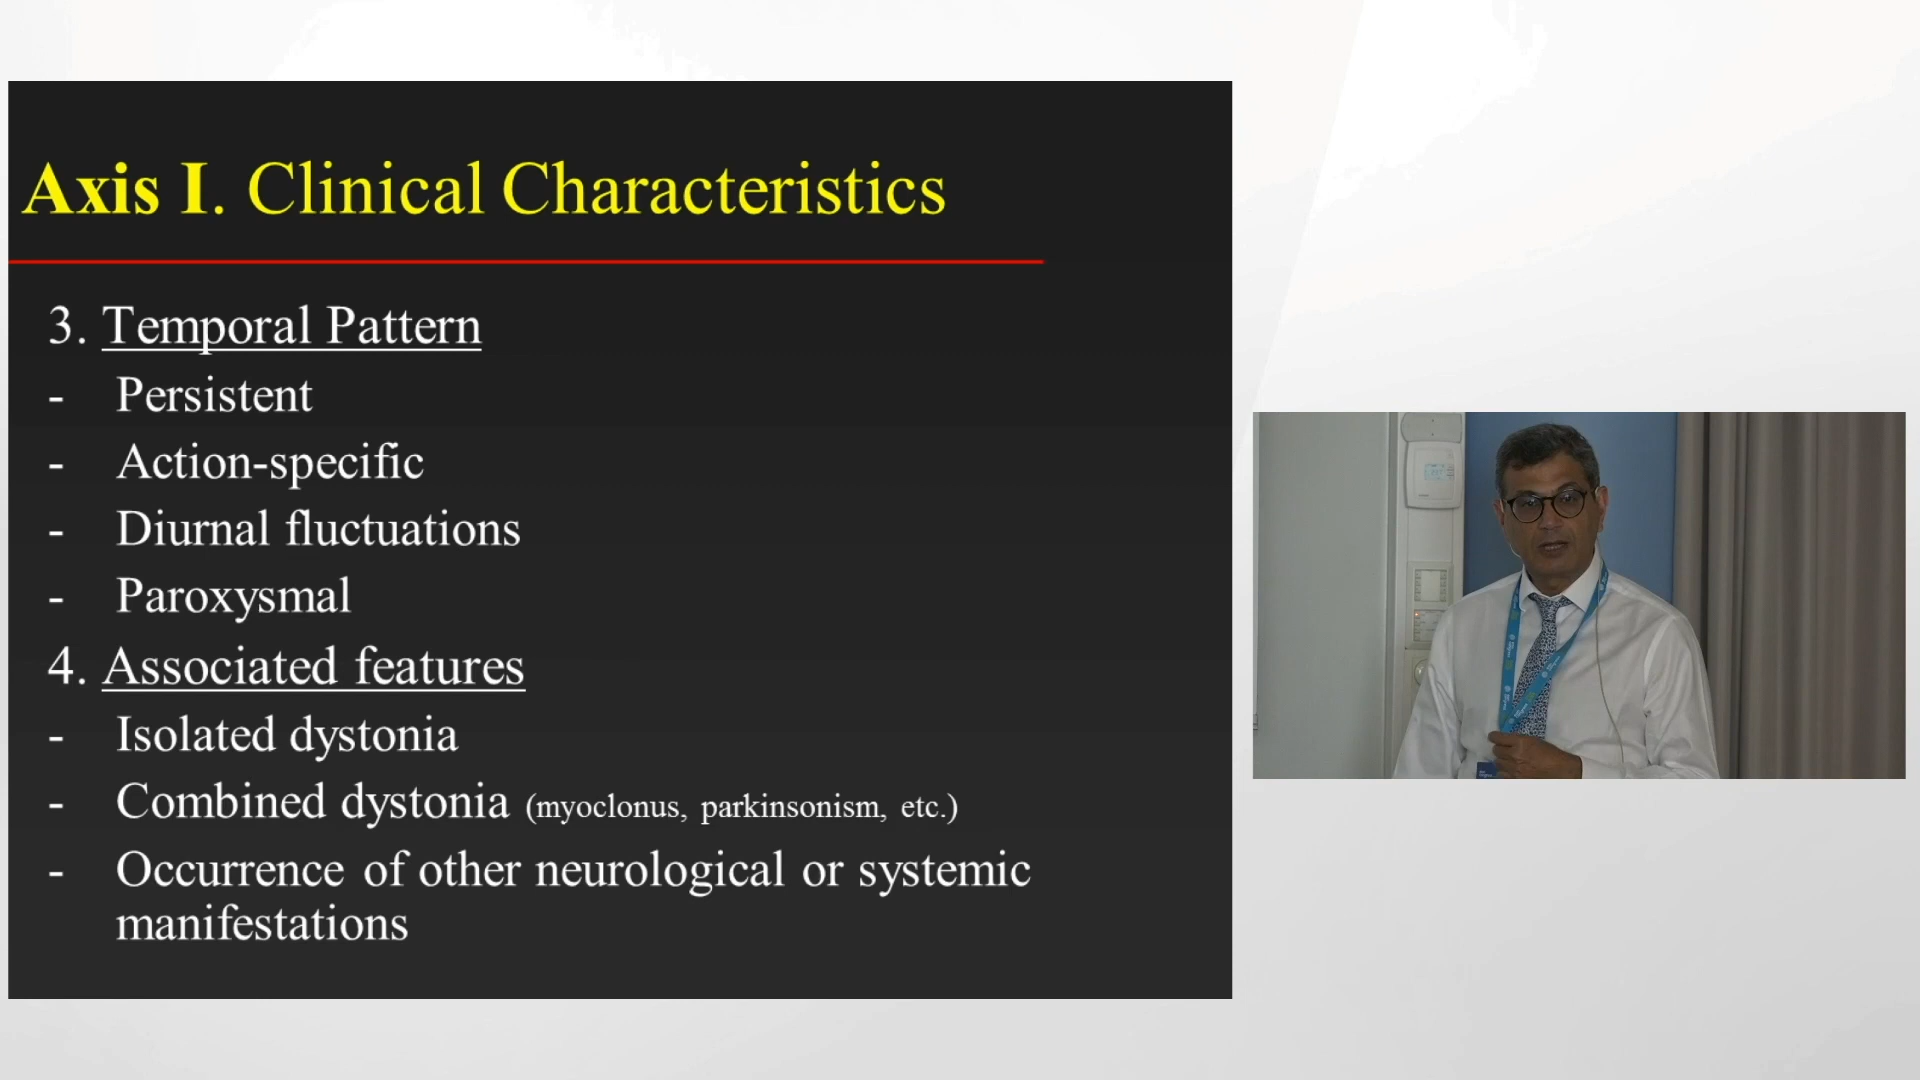 Axis I. Clinical Characteristics
3. Temporal Pattern
- Persistent
- Action-specific
- Diurnal fluctuations
- Paroxysmal
4. Associated features
- Isolated dystonia
- Combined dystonia (myoclonus, parkinsonism, etc.)
- Occurrence of other neurological or systemic
manifestations